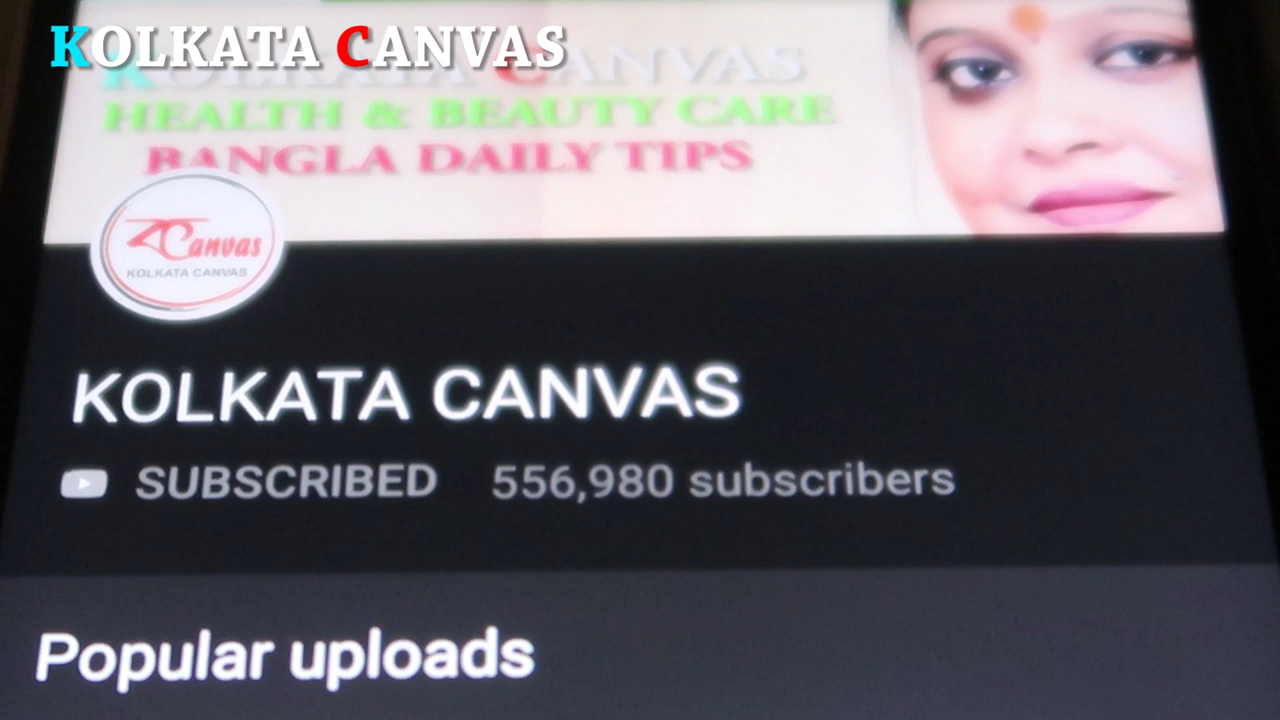 KOLKATA CANVAS
KOLKATA CANVAS
HEALTH & BEAUTY CARE
BANGLA DAILY TIPS
Canvas
KOLKATA CANVAS
KOLKATA CANVAS
SUBSCRIBED 556,980 subscribers
Popular uploads